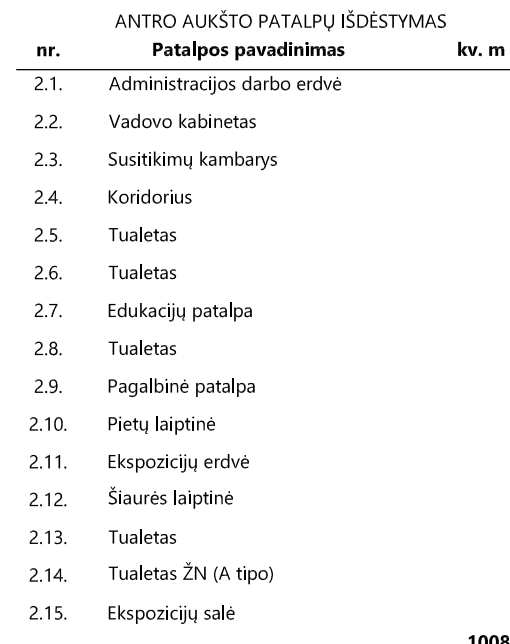 ANTRO AUKŠTO PATALPŲ IŠDĖSTYMAS
nr. Patalpos pavadinimas kv. m
2.1. Administracijos darbo erdvė
2.2. Vadovo kabinetas
2.3. Susitikimų kambarys
2.4. Koridorius
2.5. Tualetas
2.6. Tualetas
2.7. Edukacijų patalpa
2.8. Tualetas
2.9. Pagalbinė patalpa
2.10. Pietų laiptinė
2.11. Ekspozicijų erdvė
2.12. Šiaurės laiptinė
2.13. Tualetas
2.14. Tualetas ŽN (A tipo)
2.15. Ekspozicijų salė
1008